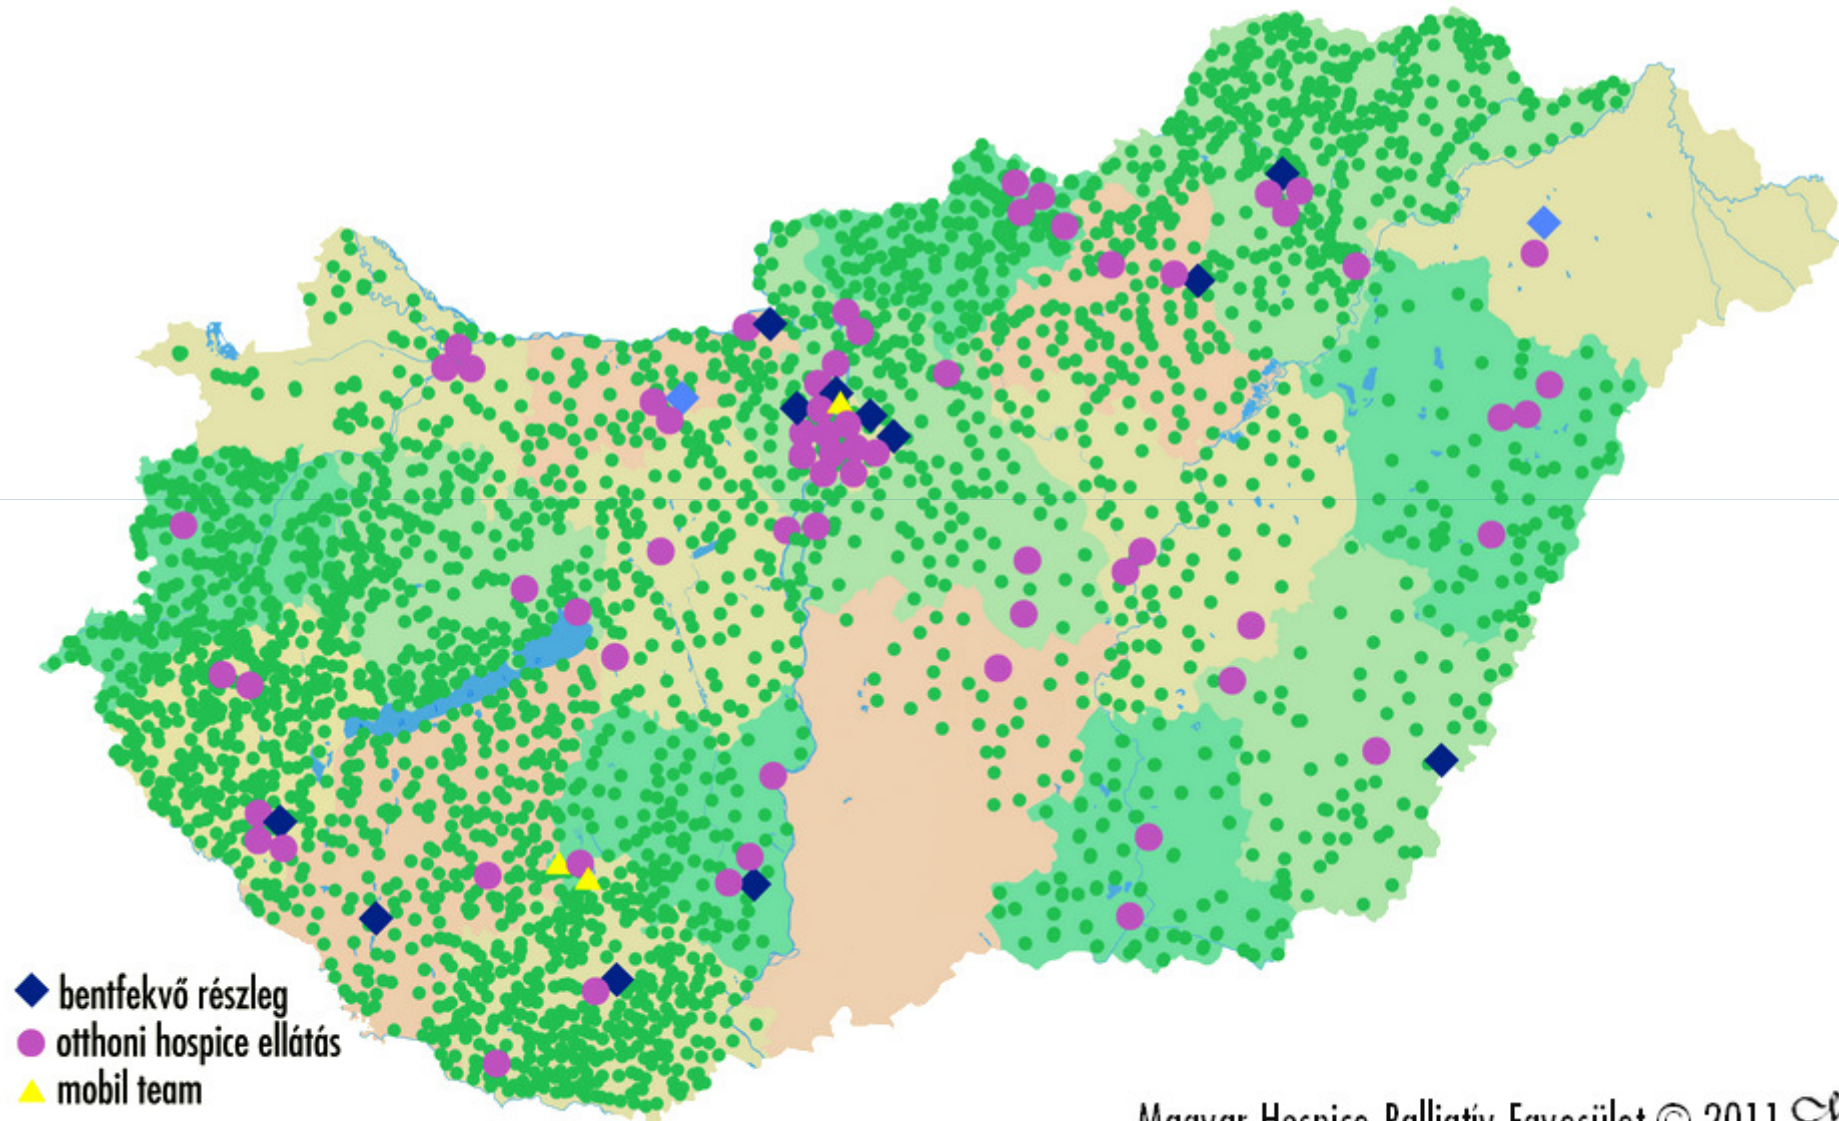 bentfekvő részleg
otthoni hospice ellátás
mobil team
Magyar Hospice-Palliatív Egyesület © 2011